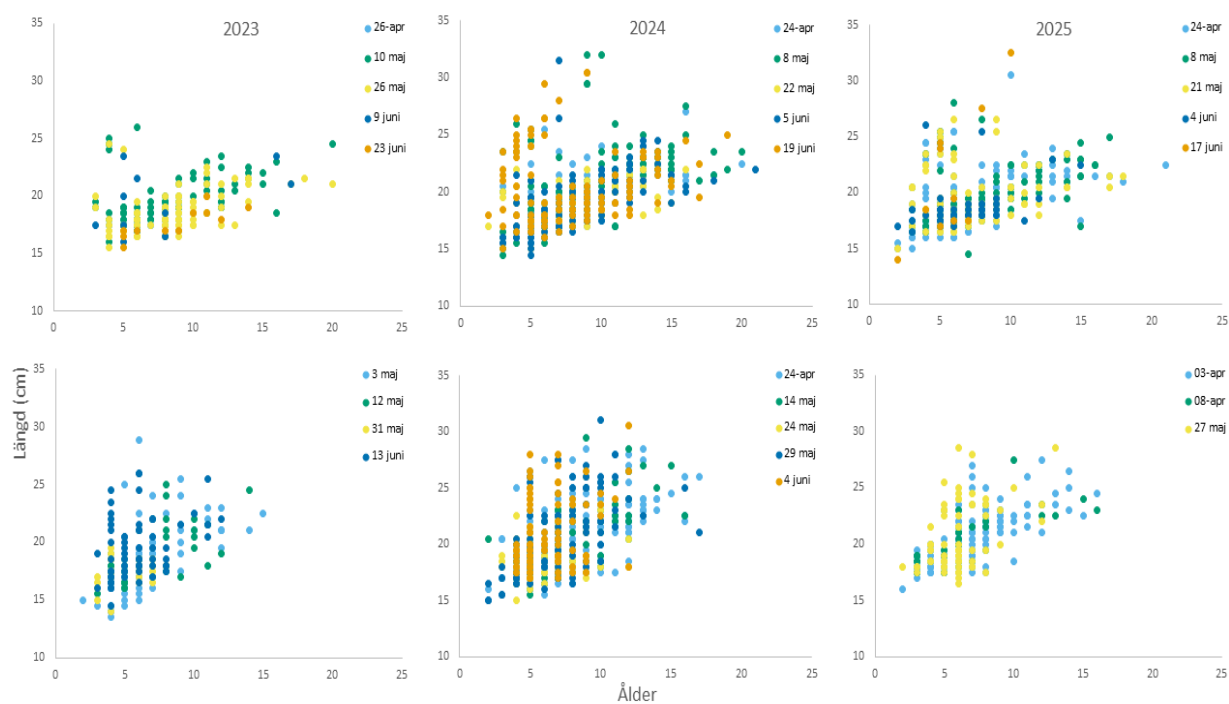 2023
35
30
25
20
15
10
0
5
10
15
20
25
26-apr
10 maj
26 maj
9 juni
23 juni
2024
35
30
25
20
15
10
0
5
10
15
20
25
24-apr
8 maj
22 maj
5 juni
19 juni
2025
35
30
25
20
15
10
0
5
10
15
20
25
24-apr
8 maj
21 maj
4 juni
17 juni
Längd (cm)
35
30
25
20
15
10
0
5
10
15
20
25
3 maj
12 maj
31 maj
13 juni
35
30
25
20
15
10
0
5
10
15
20
25
24-apr
14 maj
24 maj
29 maj
4 juni
35
30
25
20
15
10
0
5
10
15
20
25
03-apr
08-apr
27 maj
Ålder